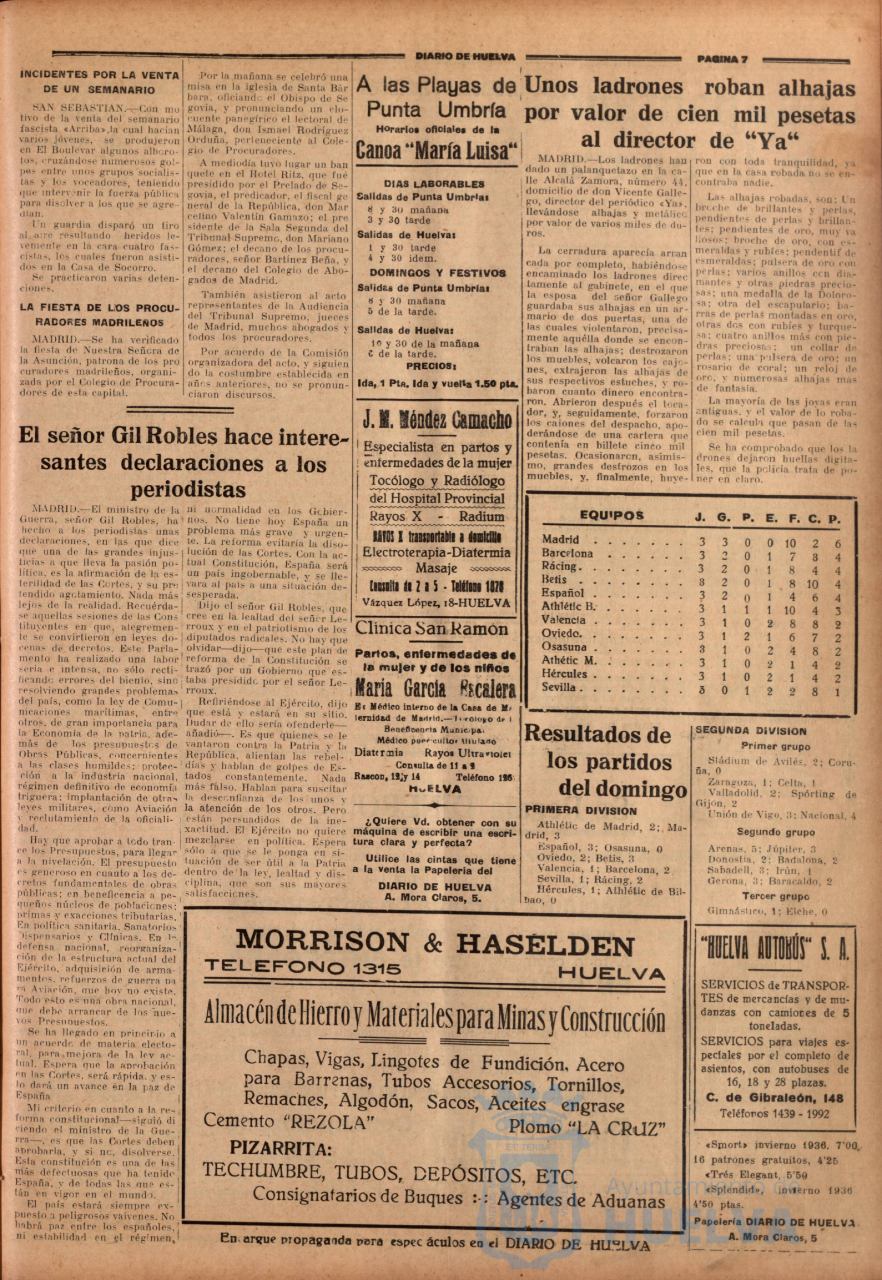 DIARIO DE HUELVA
PAGINA 7
INCIDENTES POR LA VENTA
DE UN SEMANARIO
SAN SEBASTIAN.—Con mo
tivo de la venta del semanario
fascista «Arriba»,la cual hacían
varios jóvenes, se produjeron
en El Boulevar algunos alboro-
tos, cruzándose numerosos gol-
pes entre unos grupos socialis-
tas y los voceadores, teniendo
que intervenir la fuerza pública
para disolver a los que se agre-
dían.
Un guardia disparó un tiro
al aire resultando heridos le-
vemente en la cara cuatro fas-
cistas, los cuales fueron asisti-
dos en la Casa de Socorro.
Se practicaron varias deten-
ciones.
LA FIESTA DE LOS PROCU-
RADORES MADRILEÑOS
MADRID.—Se ha verificado
la fiesta de Nuestra Señora de
la Asunción, patrona de los pro
curadores madrileños, organi-
zada por el Colegio de Procura-
dores de esta capital.
Por la mañana se celebró una
misa en la iglesia de Santa Bár
bara, oficiando el Obispo de Se
govia, y pronunciando un elo-
cuente panegírico el lectoral de
Málaga, don Ismael Rodríguez
Orduña, perteneciente al Cole-
gio de Procuradores.
A mediodía tuvo lugar un ban
quete en el Hotel Ritz, que fué
presidido por el Prelado de Se-
govia, el predicador, el fiscal ge
neral de la República, don Mar
celino Valentín Gamazo; el pre
sidente de la Sala Segunda del
Tribunal Supremo, don Mariano
Gómez; el decano de los procu-
radores, señor Bartínez Beña, y
el decano del Colegio de Abo-
gados de Madrid.
También asistieron al acto
representantes de la Audiencia
del Tribunal Supremo, jueces
de Madrid, muchos abogados y
todos los procuradores.
Por acuerdo de la Comisión
organizadora del acto, y siguien
do la costumbre establecida en
años anteriores, no se pronun-
ciaron discursos.
El señor Gil Robles hace intere-
santes declaraciones a los
periodistas
MADRID.—El ministro de la
Guerra, señor Gil Robles, ha
hecho a los periodistas unas
declaraciones, en las que dice
que una de las grandes injus-
ticias a que lleva la pasión po-
lítica, es la afirmación de la es-
terilidad de las Cortes, y su pre
tendido agotamiento. Nada más
lejos de la realidad. Recuérda-
se aquellas sesiones de las Cons
tituyentes en que, alegremente,
se convirtieron en leyes doce-
nas de decretos. Este Parla-
mento ha realizado una labor
seria e intensa, no sólo recti-
ficando errores del bienio, sino
resolviendo grandes problemas
del país, como la ley de Comu-
nicaciones marítimas, entre
otros, de gran importancia para
la Economía de la patria, ade-
más de los presupuestos de
Obras Públicas, concernientes
a las clases humildes; protec-
ción a la industria nacional,
régimen definitivo de economía
triguera; implantación de otras
leyes militares, como Aviación
y reclutamiento de la oficiali-
dad.
Hay que aprobar a todo tran
ce los Presupuestos, para llegar
a la nivelación. El presupuesto
es generoso en cuanto a los de-
cretos fundamentales de obras
públicas; en beneficencia a pe-
queños núcleos de poblaciones;
primas y exacciones tributarias.
En política sanitaria, Sanatorios
Dispensarios y Clínicas. En la
defensa nacional, reorganiza-
ción de la estructura actual del
Ejército, adquisición de arma-
mentos, refuerzos de guerra na
ra Aviación, que hoy no existe.
Todo esto es una obra nacional,
que debe arrancar de los nue-
vos Presupuestos.
Se ha llegado en principio a
un acuerdo de materia electo-
ral, para mejora de la ley ac-
tual. Espera que la aprobación
en las Cortes, será rápida, y es-
to dará un avance en la paz de
España
Mi criterio en cuanto a la re-
forma constitucional—siguió di
ciendo el ministro de la Gue-
rra—, es que las Cortes deben
aprobarla, y si no, disolverse.
Esta constitución es una de las
más defectuosas que ha tenido
España, y de todas las que es-
tán en vigor en el mundo.
El país estará siempre ex-
puesto a peligrosos vaivenes. No
habrá paz entre los españoles,
ni estabilidad en el régimen,
ni normalidad en los Gobier-
nos. No tiene hoy España un
problema más grave y urgen-
te. La reforma evitaría la diso-
lución de las Cortes. Con la ac-
tual Constitución, España será
un país ingobernable, y se lle-
vará al país a una situación de-
sesperada.
Dijo el señor Gil Robles, que
cree en la lealtad del señor Le-
rroux y en el patriotismo de los
diputados radicales. No hay que
olvidar—dijo—que este plan de
reforma de la Constitución se
trazó por un Gobierno que es-
taba presidido por el señor Le-
rroux.
Refiriéndose al Ejército, dijo
que está y estará en su sitio.
Dudar de ello sería ofenderle—
añadió—. Es que quienes se le-
vantaron contra la Patria y la
República, alientan las rebel-
días y hablan de golpes de Es-
tados constantemente. Nada
más falso. Hablan para suscitar
la desconfianza de los unos y
la atención de los otros. Pero
están persuadidos de la ine-
xactitud. El Ejército no quiere
mezclarse en política. Espera
sólo a que se le ponga en si-
tuación de ser útil a la Patria
dentro de la ley, lealtad y dis-
ciplina, que son sus mayores
satisfacciones.
A las Playas de
Punta Umbría
Horarios oficiales de la
Canoa "María Luisa"
DIAS LABORABLES
Salidas de Punta Umbría:
8 y 30 mañana
3 y 30 tarde
Salidas de Huelva:
1 y 30 tarde
4 y 30 idem.
DOMINGOS Y FESTIVOS
Salidas de Punta Umbría:
8 y 30 mañana
5 de la tarde.
Salidas de Huelva:
10 y 30 de la mañana
6 de la tarde.
PRECIOS:
Ida, 1 Pta. Ida y vuelta 1.50 pta.
J. M. Méndez Camacho
Especialista en partos y
enfermedades de la mujer
Tocólogo y Radiólogo
del Hospital Provincial
Rayos X - Radium
RAYOS X transportable a domicilio
Electroterapia-Diatermia
Masaje
Consulta de 2 a 5 - Teléfono 1878
Vázquez López, 18-HUELVA
Clínica San Ramón
Partos, enfermedades de
la mujer y de los niños
María García Escalera
Ex Médico interno de la Casa de Ma
ternidad de Madrid.—Tocólogo de l
Beneficencia Municipal
Médico puericultor titulado
Diatermia Rayos Ultravioleta
Consulta de 11 a 2
Rascon, 12 y 14 Teléfono 126
HUELVA
¿Quiere Vd. obtener con su
máquina de escribir una escri-
tura clara y perfecta?
Utilice las cintas que tiene
a la venta la Papelería del
DIARIO DE HUELVA
A. Mora Claros, 5.
Unos ladrones roban alhajas
por valor de cien mil pesetas
al director de "Ya"
MADRID.—Los ladrones han
dado un palanquetazo en la ca
lle Alcalá Zamora, número 44,
domicilio de don Vicente Galle-
go, director del periódico «Ya»,
llevándose alhajas y metálico
por valor de varios miles de du-
ros.
La cerradura aparecía arran
cada por completo, habiéndose
encaminado los ladrones direc
tamente al gabinete, en el que
la esposa del señor Gallego
guardaba sus alhajas en un ar-
mario de dos puertas, una de
las cuales violentaron, precisa-
mente aquélla donde se encon-
traban las alhajas; destrozaron
los muebles, volcaron los cajo-
nes, extrajeron las alhajas de
sus respectivos estuches, y ro-
baron cuanto dinero encontra-
ron. Abrieron después el toca-
dor, y, seguidamente, forzaron
los cajones del despacho, apo-
derándose de una cartera que
contenía en billete cinco mil
pesetas. Ocasionaron, asimis-
mo, grandes destrozos en los
muebles, y, finalmente, huye-
ron con toda tranquilidad, ya
que en la casa robada no se en-
contraba nadie.
Las alhajas robadas, son: Un
broche de brillantes y perlas,
pendientes de perlas y brillan-
tes; pendientes de oro, muy va
liosos; broche de oro, con es-
meraldas y rubíes; pendentif de
esmeraldas; pulsera de oro con
perlas; varios anillos con dia-
mantes y otras piedras precio-
sas; una medalla de la Doloro-
sa; otra del escapulario; ba-
rras de perlas montadas en oro,
otras dos con rubíes y turque-
sa; cuatro anillos más con pie-
dras preciosas; un collar de
perlas; una pulsera de oro; un
rosario de coral; un reloj de
oro, y numerosas alhajas más
de fantasía.
La mayoría de las joyas eran
antiguas, y el valor de lo roba-
do se calcula que pasan de las
cien mil pesetas.
Se ha comprobado que los la
drones dejaron huellas digita-
les, que la policía trata de po-
ner en claro.
EQUIPOS J. G. P. E. F. C. P.
Madrid 3 3 0 0 10 2 6
Barcelona 3 2 0 1 7 3 4
Rácing. 3 2 0 1 8 4 4
Betis 3 2 0 8 10 4
Español 3 2 0 1 4 6 4
Athlétic B. 3 1 1 1 10 4 3
Valencia 3 1 0 2 8 8 2
Oviedo. 3 1 2 1 6 7 2
Osasuna 3 1 0 2 4 8 2
Athétic M. 3 1 0 2 1 4 2
Hércules 3 1 0 2 1 4 2
Sevilla. 3 0 1 2 2 8 1
Resultados de
los partidos
del domingo
PRIMERA DIVISION
Athlétic de Madrid, 2; Ma-
drid, 3
Español, 3; Osasuna, 0
Oviedo, 2; Betis, 3
Valencia, 1; Barcelona, 2
Sevilla, 1; Rácing, 2
Hércules, 1; Athlétic de Bil-
bao, 0
SEGUNDA DIVISION
Primer grupo
Stádium de Avilés, 2; Coru-
ña, 0
Zaragoza, 1; Celta, 1
Valladolid, 2; Spórting de
Gijón, 2
Unión de Vigo, 3; Nacional, 4
Segundo grupo
Arenas, 5; Júpiter, 3
Donostia, 2; Badalona, 2
Sabadell, 3; Irún, 1
Gerona, 3; Baracaldo, 2
Tercer grupo
Gimnástico, 1; Elche, 0
"HUELVA AUTOBÚS" S. A.
SERVICIOS de TRANSPOR-
TES de mercancías y de mu-
danzas con camiones de 5
toneladas.
SERVICIOS para viajes es-
peciales por el completo de
asientos, con autobuses de
16, 18 y 28 plazas.
C. de Gibraleón, 148
Teléfonos 1439 - 1992
«Smort» invierno 1936, 7'00,
16 patrones gratuitos, 4'25
«Trés Elegant, 5'50
«Splendid», invierno 1936
4'50 ptas.
Papelería DIARIO DE HUELVA
A. Mora Claros, 5
MORRISON & HASELDEN
TELEFONO 1315 HUELVA
Almacén de Hierro y Materiales para Minas y Construcción
Chapas, Vigas, Lingotes de Fundición, Acero
para Barrenas, Tubos Accesorios, Tornillos,
Remaches, Algodón, Sacos, Aceites engrase
Cemento "REZOLA" Plomo "LA CRUZ"
PIZARRITA:
TECHUMBRE, TUBOS, DEPÓSITOS, ETC.
Consignatarios de Buques :-: Agentes de Aduanas
Encargue propaganda para espectáculos en el DIARIO DE HUELVA